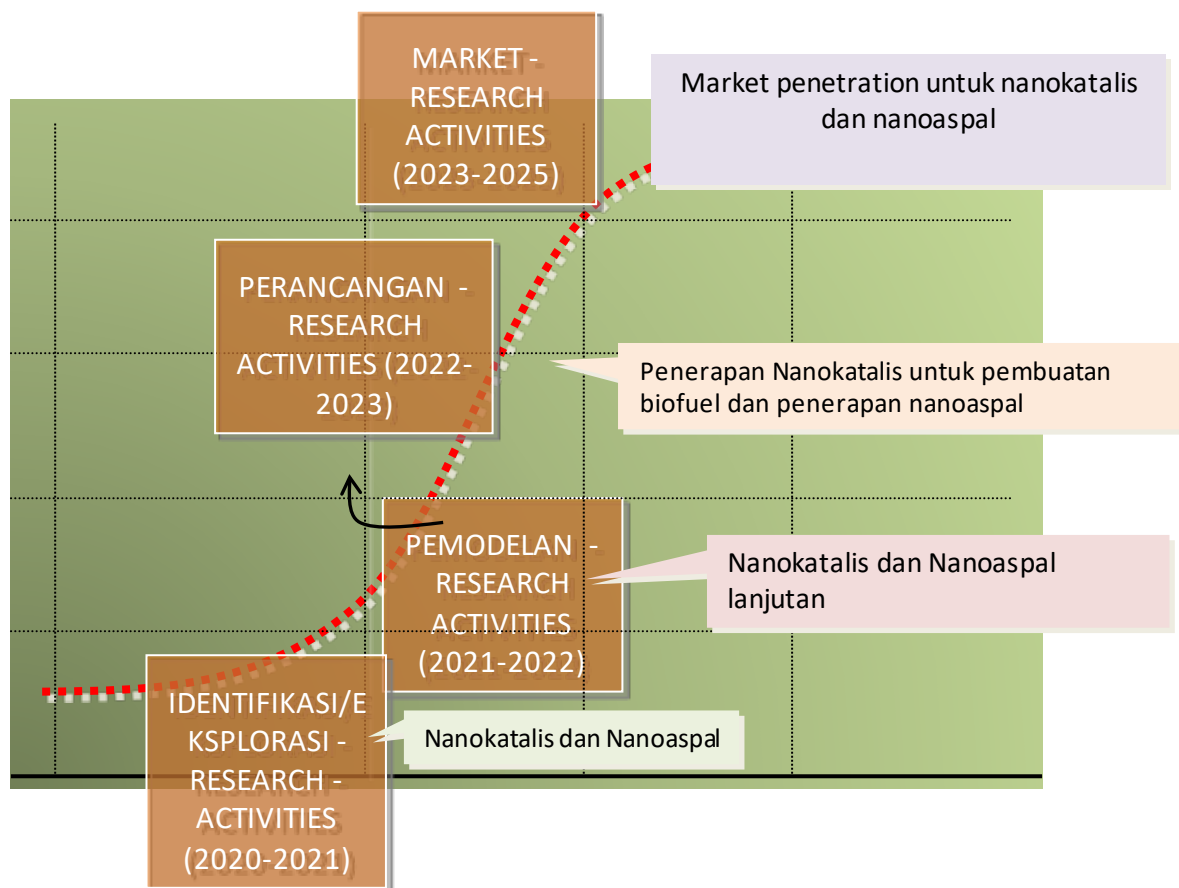 MARKET -
RESEARCH
ACTIVITIES
(2023-2025)
Market penetration untuk nanokatalis
dan nanoaspal
PERANCANGAN -
RESEARCH
ACTIVITIES (2022-
2023)
Penerapan Nanokatalis untuk pembuatan
biofuel dan penerapan nanoaspal
PEMODELAN -
RESEARCH
ACTIVITIES
(2021-2022)
Nanokatalis dan Nanoaspal
lanjutan
IDENTIFIKASI/E
KSPLORASI -
RESEARCH -
ACTIVITIES
(2020-2021)
Nanokatalis dan Nanoaspal